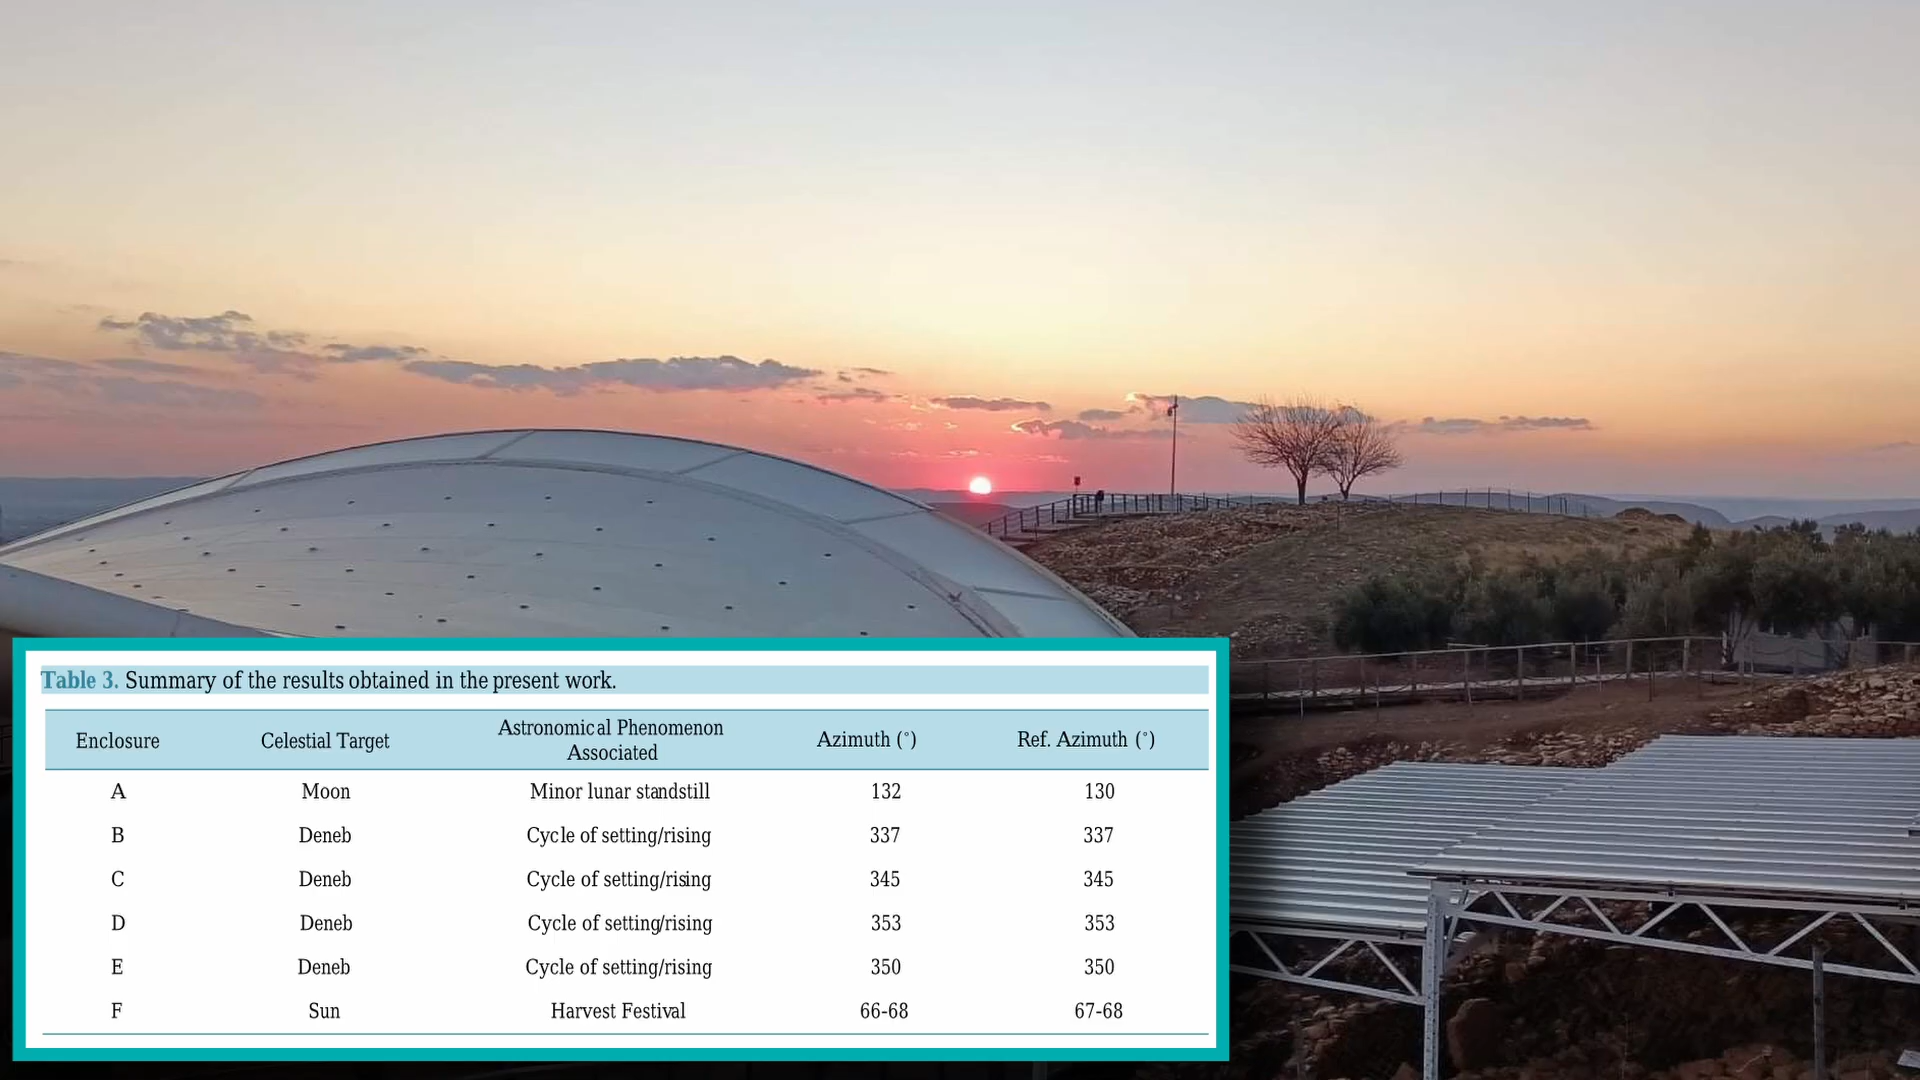 Table 3. Summary of the results obtained in the present work.
Enclosure Celestial Target Astronomical Phenomenon Associated Azimuth (°) Ref. Azimuth (°)
A Moon Minor lunar standstill 132 130
B Deneb Cycle of setting/rising 337 337
C Deneb Cycle of setting/rising 345 345
D Deneb Cycle of setting/rising 353 353
E Deneb Cycle of setting/rising 350 350
F Sun Harvest Festival 66-68 67-68